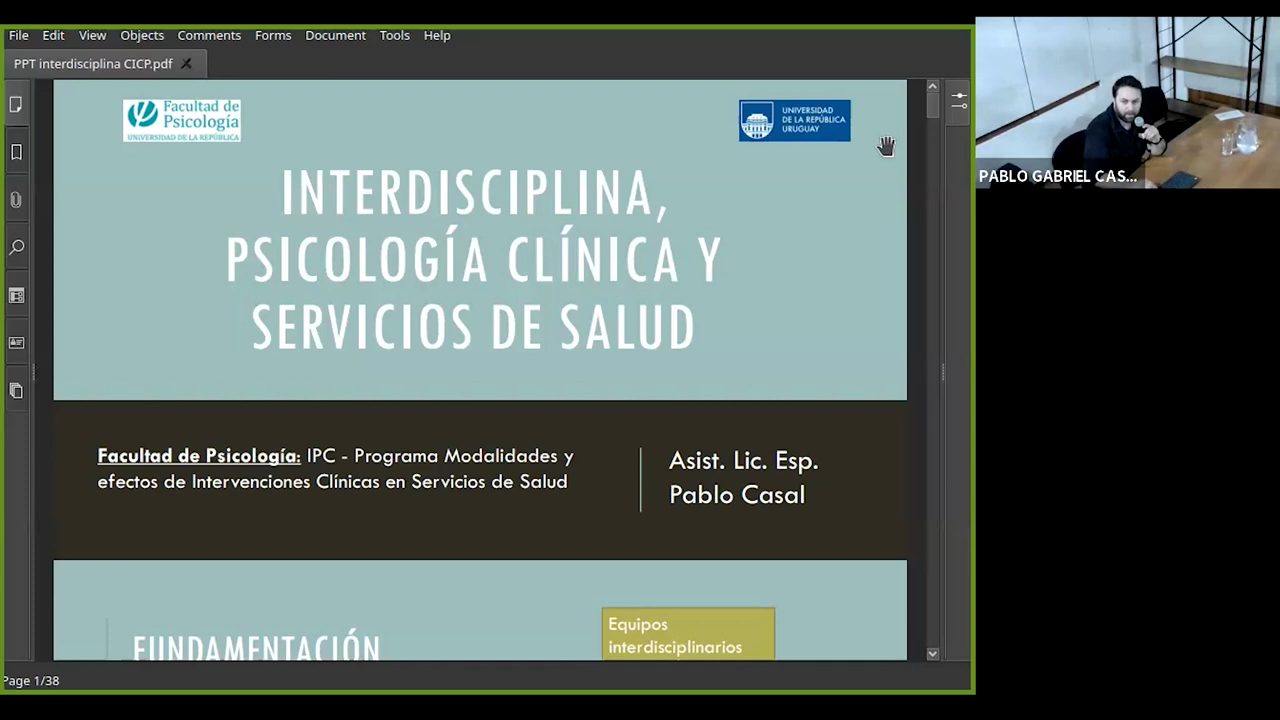 File Edit View Objects Comments Forms Document Tools Help
PPT interdisciplina CICP.pdf
Facultad de
Psicología
UNIVERSIDAD DE LA REPÚBLICA
UNIVERSIDAD
DE LA REPÚBLICA
URUGUAY
INTERDISCIPLINA,
PSICOLOGÍA CLÍNICA Y
SERVICIOS DE SALUD
Facultad de Psicología: IPC - Programa Modalidades y
efectos de Intervenciones Clínicas en Servicios de Salud
Asist. Lic. Esp.
Pablo Casal
FUNDAMENTACIÓN
Equipos
interdisciplinarios
Page 1/38
PABLO GABRIEL CAS...